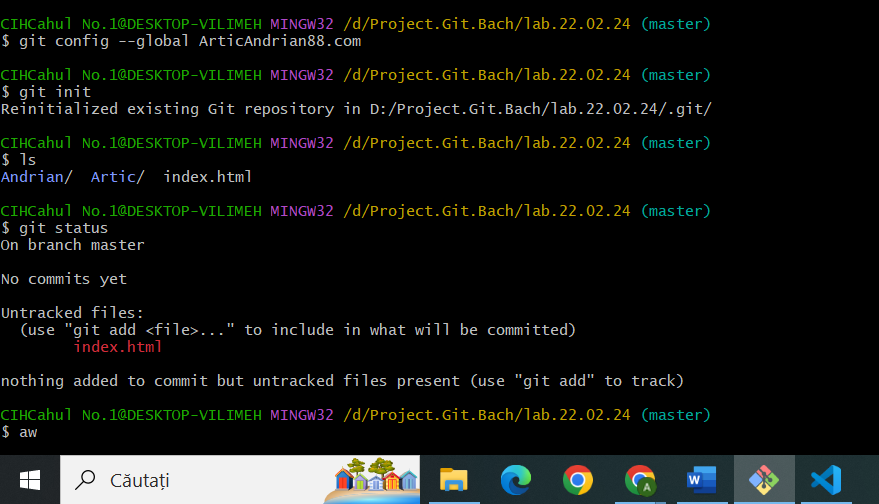 CIHCahul No.1@DESKTOP-VILIMEH MINGW32 /d/Project.Git.Bach/lab.22.02.24 (master)
$ git config --global ArticAndrian88.com
CIHCahul No.1@DESKTOP-VILIMEH MINGW32 /d/Project.Git.Bach/lab.22.02.24 (master)
$ git init
Reinitialized existing Git repository in D:/Project.Git.Bach/lab.22.02.24/.git/
CIHCahul No.1@DESKTOP-VILIMEH MINGW32 /d/Project.Git.Bach/lab.22.02.24 (master)
$ ls
Andrian/  Artic/  index.html
CIHCahul No.1@DESKTOP-VILIMEH MINGW32 /d/Project.Git.Bach/lab.22.02.24 (master)
$ git status
On branch master
No commits yet
Untracked files:
  (use "git add <file>..." to include in what will be committed)
        index.html
nothing added to commit but untracked files present (use "git add" to track)
CIHCahul No.1@DESKTOP-VILIMEH MINGW32 /d/Project.Git.Bach/lab.22.02.24 (master)
$ aw
Căutați